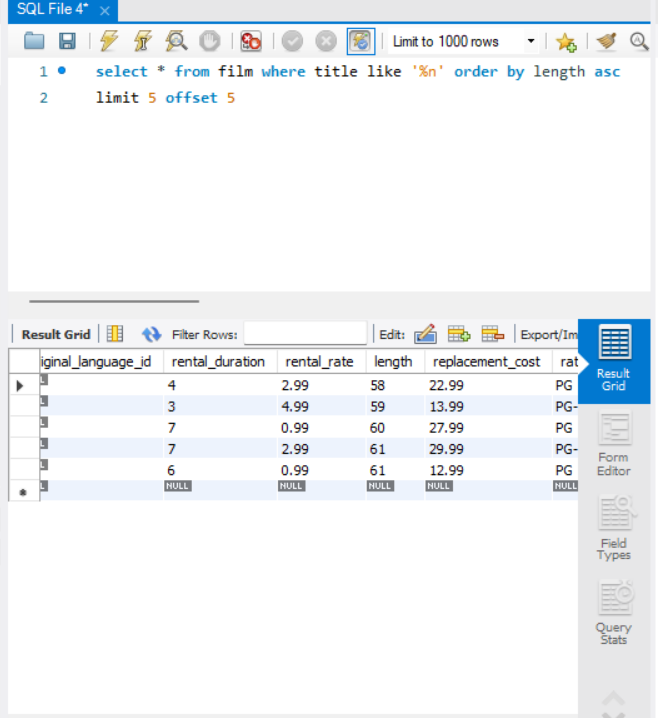 SQL File 4*
Limit to 1000 rows
1 select * from film where title like '%n' order by length asc
2 limit 5 offset 5
Result Grid Filter Rows: Edit: Export/Im
iginal_language_id rental_duration rental_rate length replacement_cost rat
L 4 2.99 58 22.99 PG
L 3 4.99 59 13.99 PG-
L 7 0.99 60 27.99 PG
L 7 2.99 61 29.99 PG-
L 6 0.99 61 12.99 PG
L NULL NULL NULL NULL NULL
Result
Grid
Form
Editor
Field
Types
Query
Stats